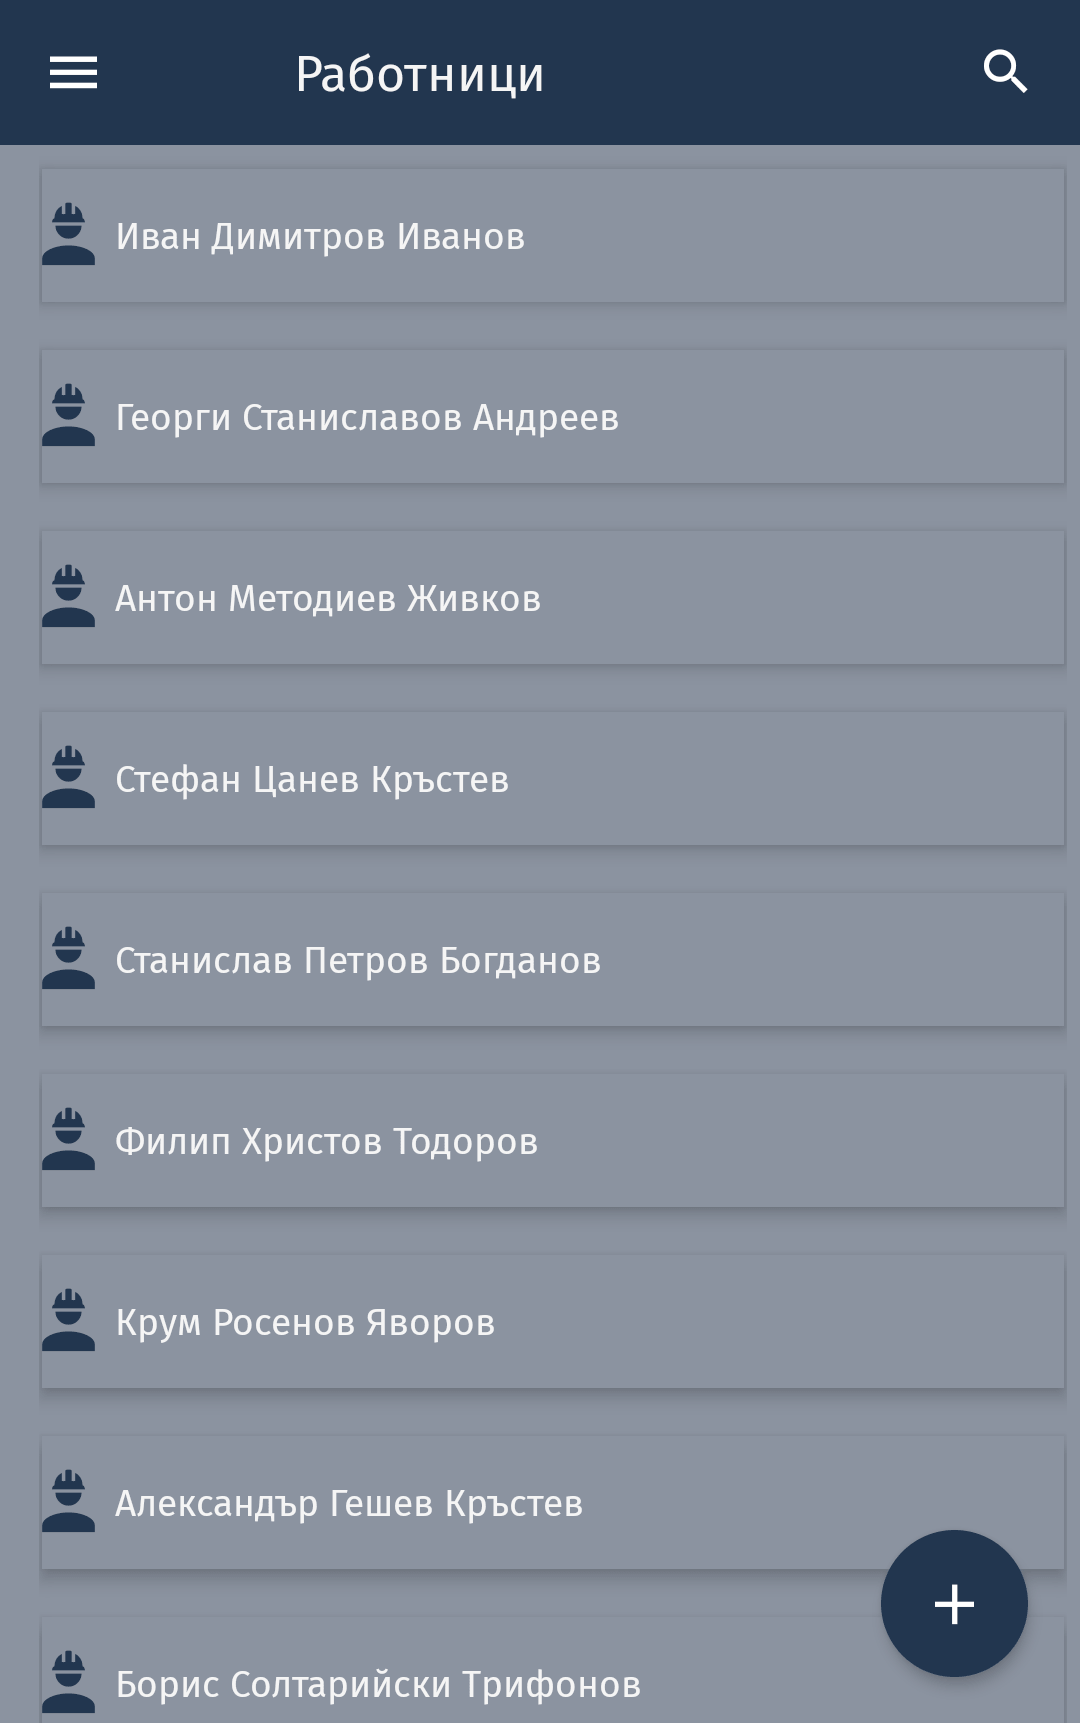 Работници
Иван Димитров Иванов
Георги Станиславов Андреев
Антон Методиев Живков
Стефан Цанев Кръстев
Станислав Петров Богданов
Филип Христов Тодоров
Крум Росенов Яворов
Александър Гешев Кръстев
Борис Солтарийски Трифонов